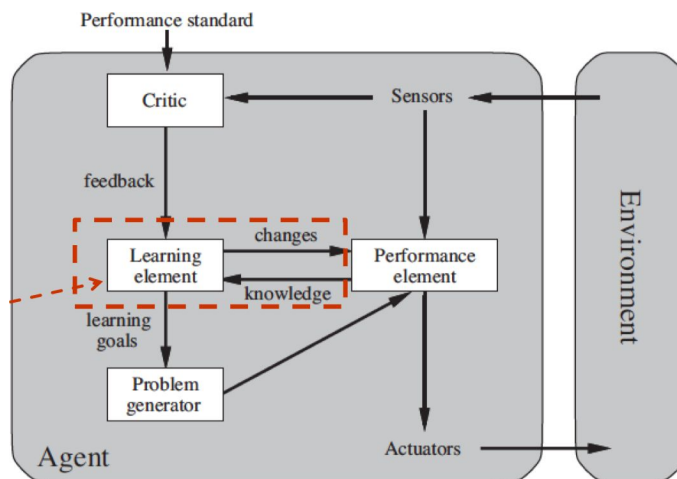 Performance standard
Critic
Sensors
feedback
changes
Learning
element
Performance
element
knowledge
learning
goals
Problem
generator
Agent
Actuators
Environment